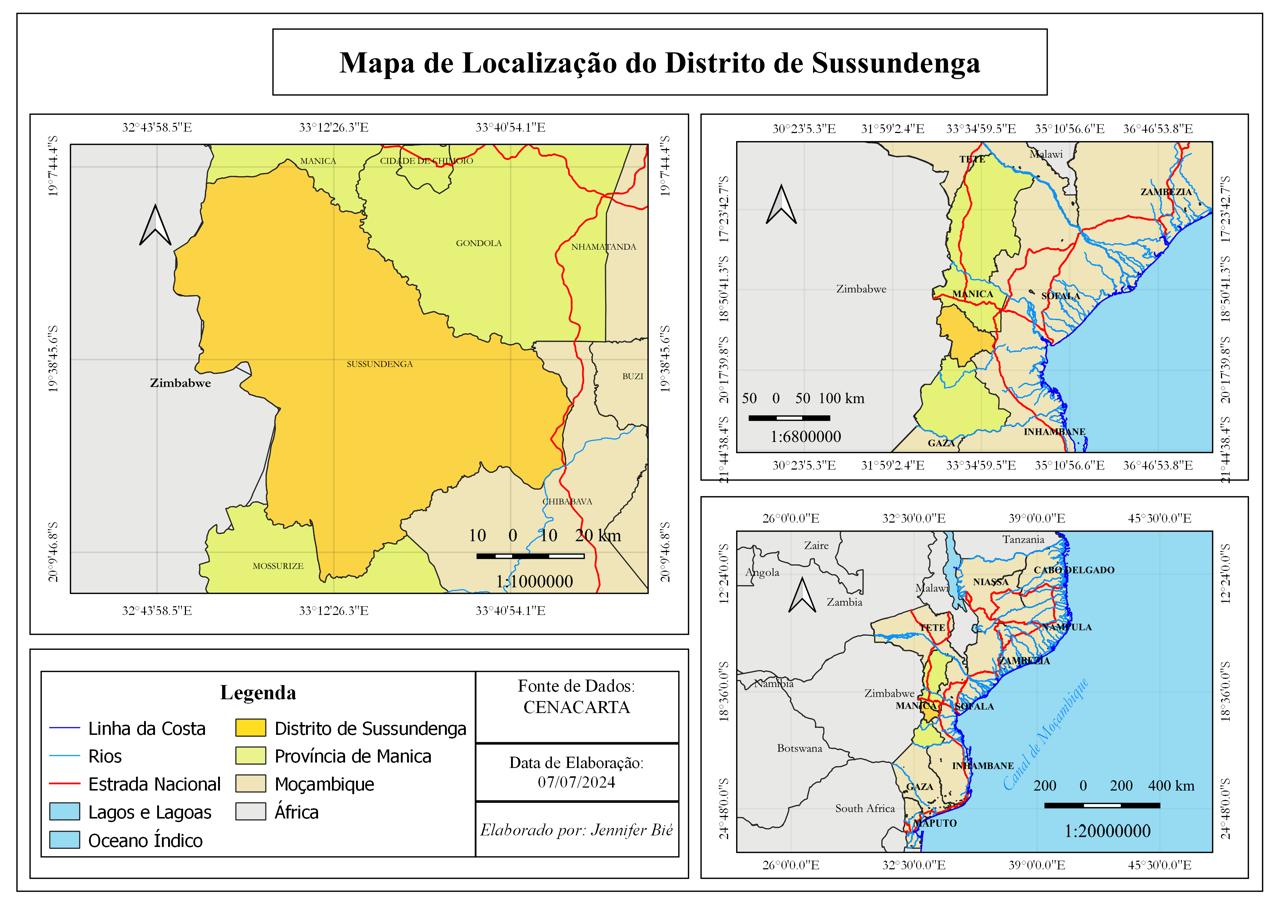 Mapa de Localização do Distrito de Sussundenga
32°43'58.5"E 33°12'26.3"E 33°40'54.1"E
19°7'44.4"S 19°7'44.4"S
MANICA CIDADE DE CHIMOIO
GONDOLA NHAMATANDA
19°38'45.6"S 19°38'45.6"S
SUSSUNDENGA
Zimbabwe BUZI
CHIBABAVA
10 0 10 20 km
20°9'46.8"S 20°9'46.8"S
MOSSURIZE
1:1000000
32°43'58.5"E 33°12'26.3"E 33°40'54.1"E
30°23'5.3"E 31°59'2.4"E 33°34'59.5"E 35°10'56.6"E 36°46'53.8"E
TETE Malawi
ZAMBEZIA
17°23'42.7"S 17°23'42.7"S
Zimbabwe MANICA SOFALA
18°50'41.3"S 18°50'41.3"S
20°17'39.8"S 20°17'39.8"S
50 0 50 100 km
1:6800000
INHAMBANE
GAZA
21°44'38.4"S 21°44'38.4"S
30°23'5.3"E 31°59'2.4"E 33°34'59.5"E 35°10'56.6"E 36°46'53.8"E
26°0'0.0"E 32°30'0.0"E 39°0'0.0"E 45°30'0.0"E
Zaire Tanzania
Angola CABO DELGADO
12°24'0.0"S 12°24'0.0"S
NIASSA
Malawi
Zambia
TETE NAMPULA
ZAMBEZIA
Namibia
Zimbabwe
18°36'0.0"S 18°36'0.0"S
MANICA SOFALA
Canal de Moçambique
Botswana
INHAMBANE
GAZA
200 0 200 400 km
South Africa
24°48'0.0"S 24°48'0.0"S
MAPUTO
1:20000000
26°0'0.0"E 32°30'0.0"E 39°0'0.0"E 45°30'0.0"E
Legenda
Linha da Costa
Rios
Estrada Nacional
Lagos e Lagoas
Oceano Índico
Distrito de Sussundenga
Província de Manica
Moçambique
África
Fonte de Dados:
CENACARTA
Data de Elaboração:
07/07/2024
Elaborado por: Jennifer Bié